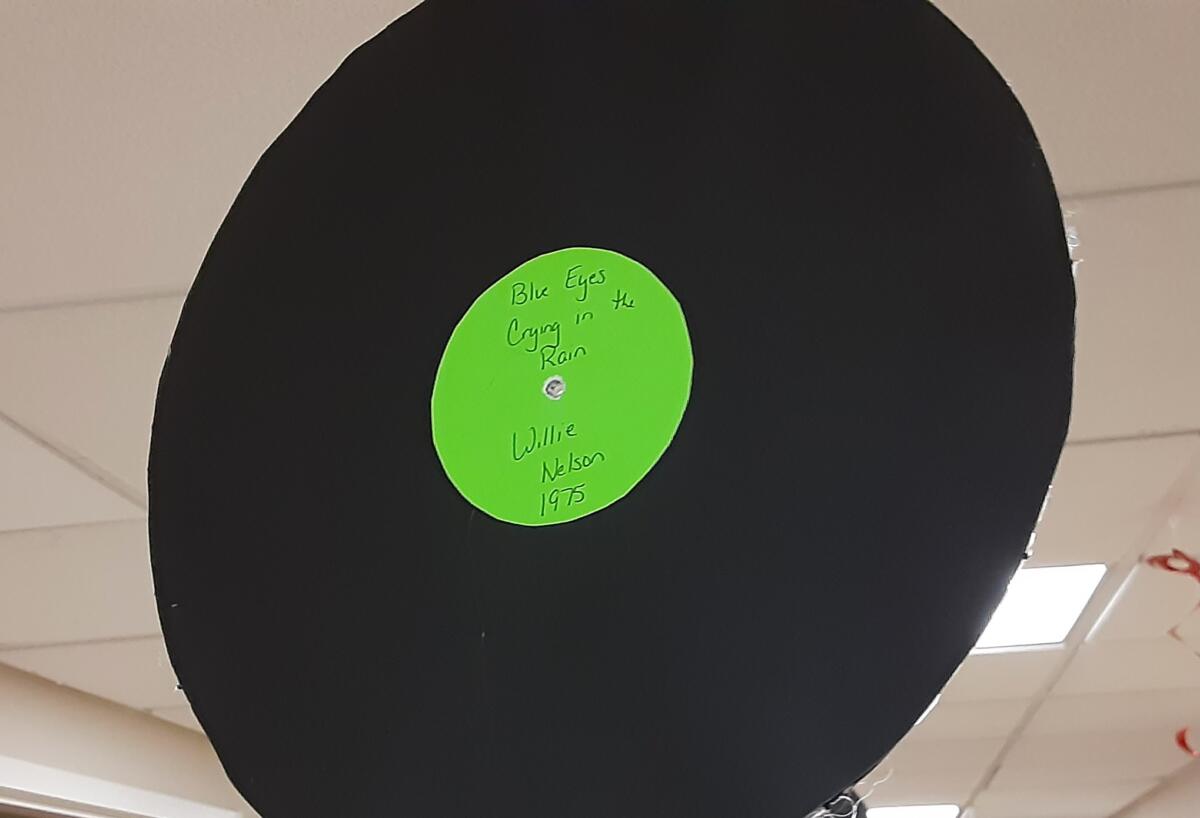 Blue Eyes
Crying in the
Rain
Willie
Nelson
1975